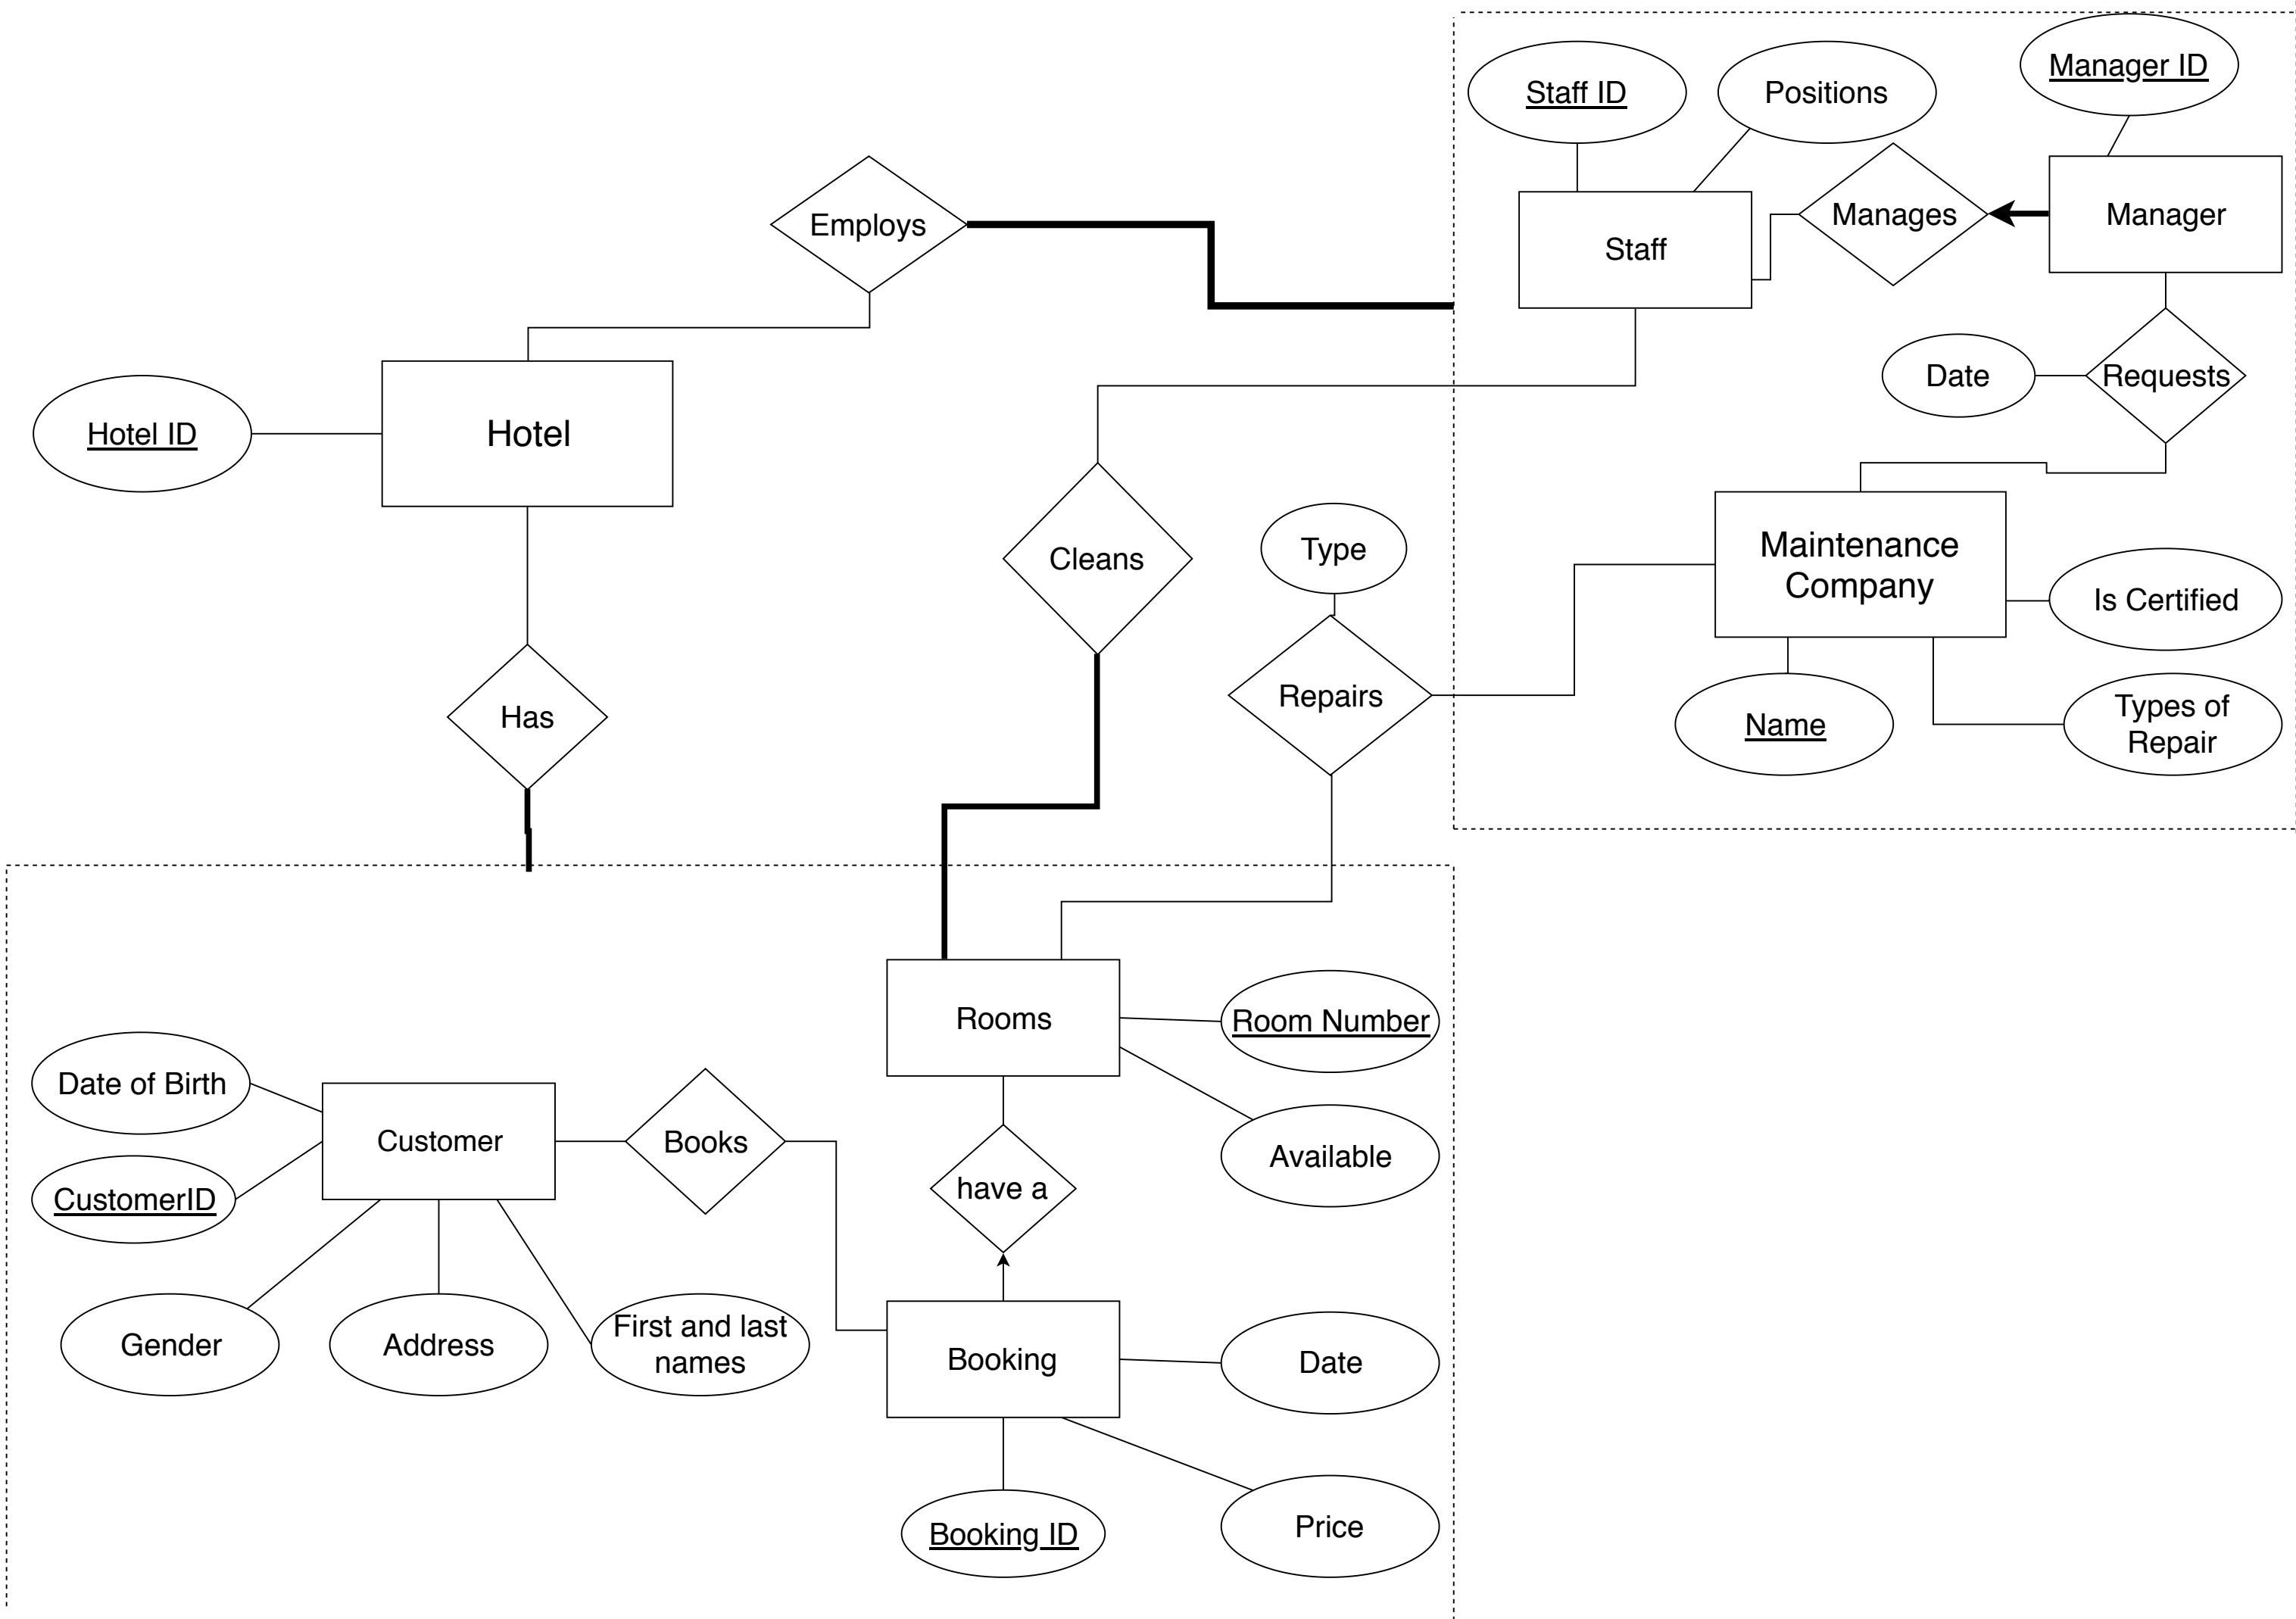 Manager ID
Staff ID
Positions
Employs
Manages
Manager
Staff
Date
Requests
Hotel ID
Hotel
Cleans
Type
Maintenance
Company
Is Certified
Repairs
Has
Name
Types of
Repair
Rooms
Room Number
Date of Birth
Customer
Books
Available
CustomerID
have a
Gender
Address
First and last
names
Booking
Date
Booking ID
Price